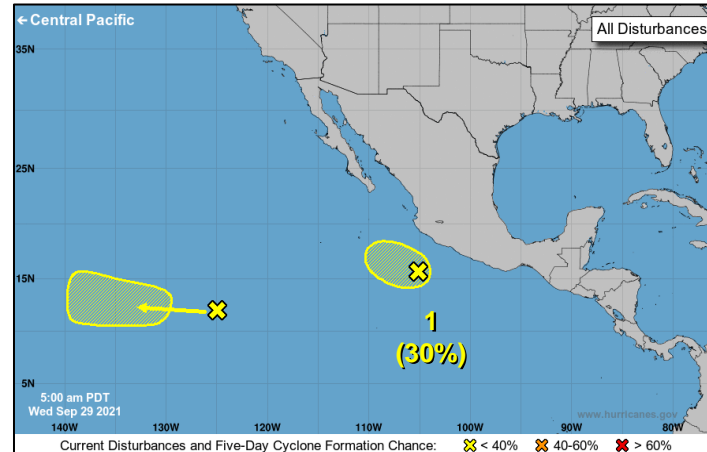 ← Central Pacific
All Disturbances
35N
25N
15N
5N
1
(30%)
5:00 am PDT
Wed Sep 29 2021
www.hurricanes.gov
140W 130W 120W 110W 100W 90W 80W
Current Disturbances and Five-Day Cyclone Formation Chance: < 40% 40-60% > 60%